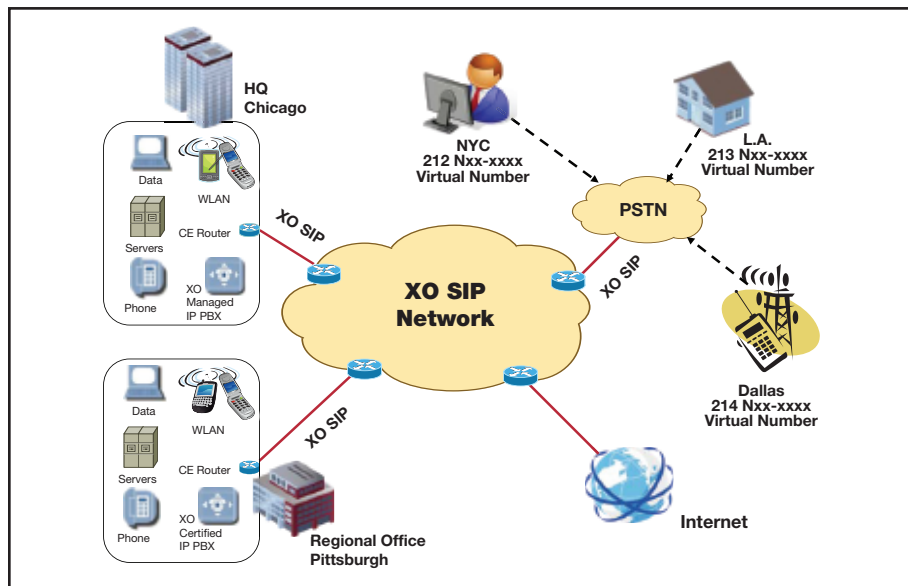 HQ
Chicago
Data
WLAN
Servers
CE Router
Phone
XO
Managed
IP PBX
XO SIP
NYC
212 Nxx-xxxx
Virtual Number
L.A.
213 Nxx-xxxx
Virtual Number
PSTN
XO SIP
XO SIP
Network
Dallas
214 Nxx-xxxx
Virtual Number
Data
WLAN
Servers
CE Router
Phone
XO
Certified
IP PBX
XO SIP
Regional Office
Pittsburgh
Internet